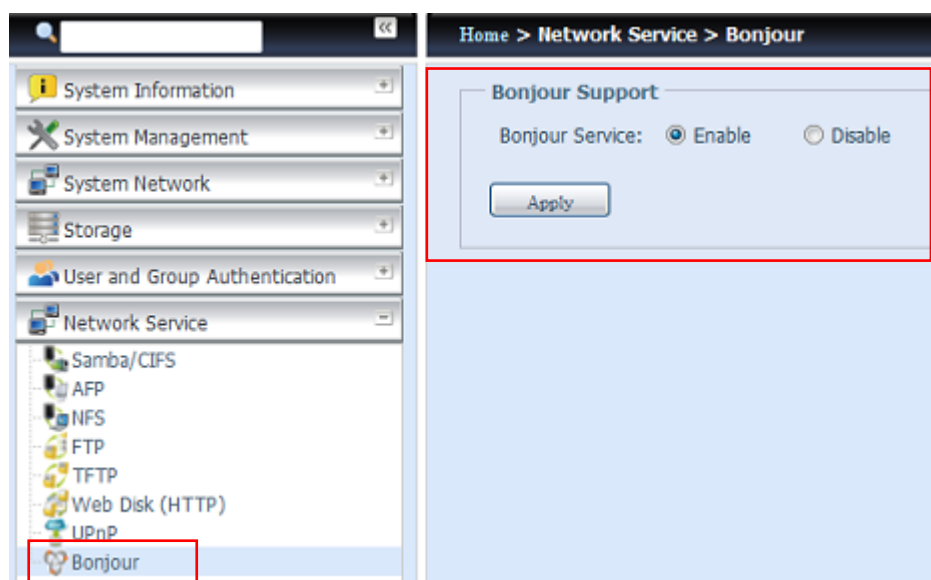 Home > Network Service > Bonjour
System Information
System Management
System Network
Storage
User and Group Authentication
Network Service
Samba/CIFS
AFP
NFS
FTP
TFTP
Web Disk (HTTP)
UPnP
Bonjour
Bonjour Support
Bonjour Service: Enable Disable
Apply